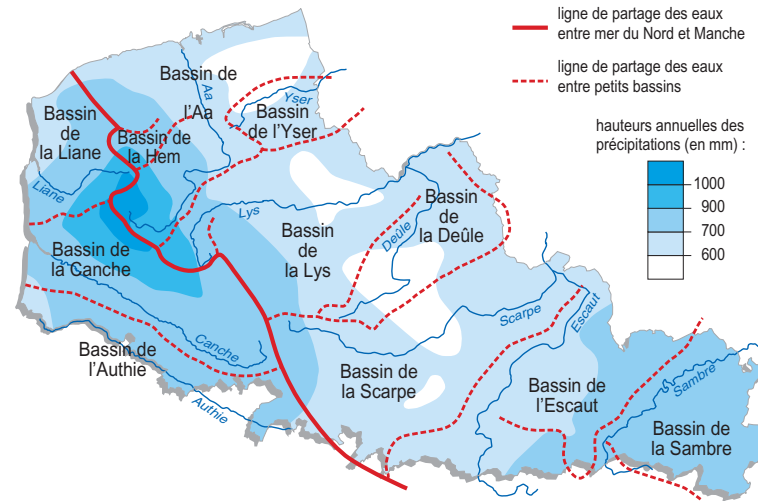 ligne de partage des eaux
entre mer du Nord et Manche
ligne de partage des eaux
entre petits bassins
hauteurs annuelles des
précipitations (en mm) :
1000
900
700
600
Bassin de
l'Aa
Aa
Bassin
de
la Liane
Liane
Bassin de
la Hem
Yser
Bassin
de l'Yser
Lys
Bassin
de
la Lys
Bassin
de
la Deûle
Deûle
Bassin de
la Canche
Canche
Bassin de
l'Authie
Authie
Scarpe
Bassin de
la Scarpe
Escaut
Bassin de
l'Escaut
Sambre
Bassin de
la Sambre